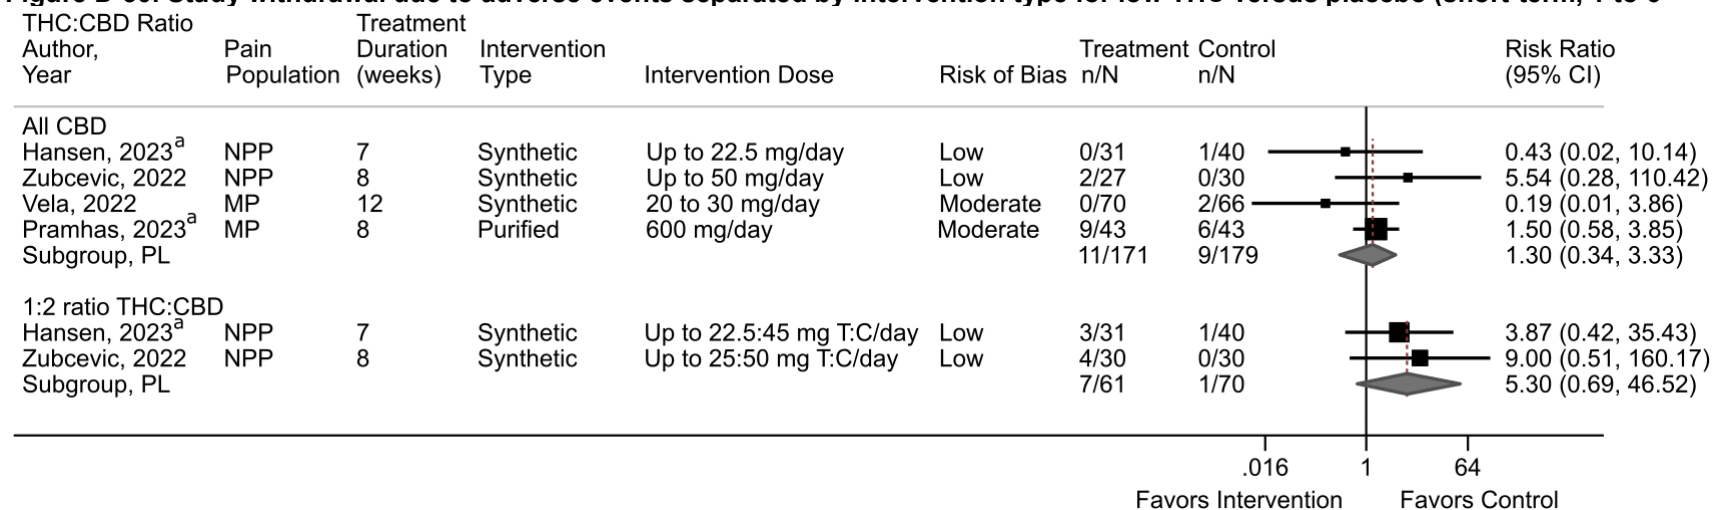 THC:CBD Ratio Treatment
Author, Pain Duration Intervention Treatment Control Risk Ratio
Year Population (weeks) Type Intervention Dose Risk of Bias n/N n/N (95% CI)
All CBD
Hansen, 2023a NPP 7 Synthetic Up to 22.5 mg/day Low 0/31 1/40 0.43 (0.02, 10.14)
Zubcevic, 2022 NPP 8 Synthetic Up to 50 mg/day Low 2/27 0/30 5.54 (0.28, 110.42)
Vela, 2022 MP 12 Synthetic 20 to 30 mg/day Moderate 0/70 2/66 0.19 (0.01, 3.86)
Pramhas, 2023a MP 8 Purified 600 mg/day Moderate 9/43 6/43 1.50 (0.58, 3.85)
Subgroup, PL 11/171 9/179 1.30 (0.34, 3.33)
1:2 ratio THC:CBD
Hansen, 2023a NPP 7 Synthetic Up to 22.5:45 mg T:C/day Low 3/31 1/40 3.87 (0.42, 35.43)
Zubcevic, 2022 NPP 8 Synthetic Up to 25:50 mg T:C/day Low 4/30 0/30 9.00 (0.51, 160.17)
Subgroup, PL 7/61 1/70 5.30 (0.69, 46.52)
.016 1 64
Favors Intervention Favors Control